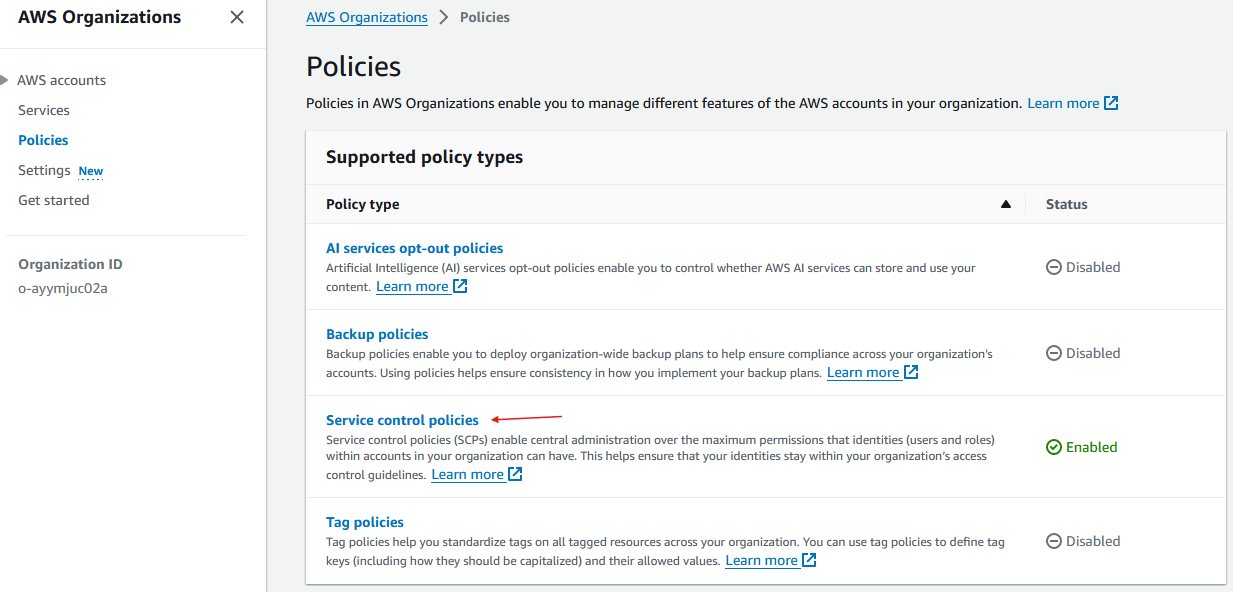 AWS Organizations
AWS accounts
Services
Policies
Settings New
Get started
Organization ID
o-ayymjuc02a
AWS Organizations > Policies
Policies
Policies in AWS Organizations enable you to manage different features of the AWS accounts in your organization. Learn more
Supported policy types
Policy type Status
AI services opt-out policies
Artificial Intelligence (AI) services opt-out policies enable you to control whether AWS AI services can store and use your
content. Learn more
Disabled
Backup policies
Backup policies enable you to deploy organization-wide backup plans to help ensure compliance across your organization's
accounts. Using policies helps ensure consistency in how you implement your backup plans. Learn more
Disabled
Service control policies
Service control policies (SCPs) enable central administration over the maximum permissions that identities (users and roles)
within accounts in your organization can have. This helps ensure that your identities stay within your organization's access
control guidelines. Learn more
Enabled
Tag policies
Tag policies help you standardize tags on all tagged resources across your organization. You can use tag policies to define tag
keys (including how they should be capitalized) and their allowed values. Learn more
Disabled